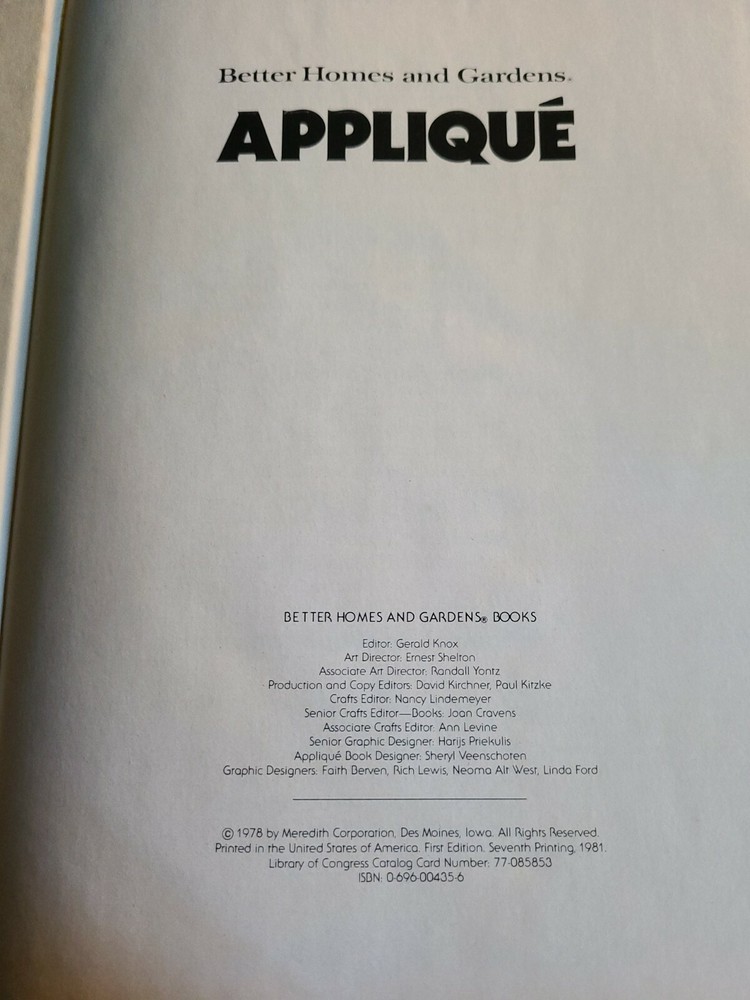 Better Homes and Gardens®
APPLIQUÉ
BETTER HOMES AND GARDENS® BOOKS
Editor: Gerald Knox
Art Director: Ernest Shelton
Associate Art Director: Randall Yontz
Production and Copy Editors: David Kirchner, Paul Kitzke
Crafts Editor: Nancy Lindemeyer
Senior Crafts Editor—Books: Joan Cravens
Associate Crafts Editor: Ann Levine
Senior Graphic Designer: Harijs Priekulis
Appliqué Book Designer: Sheryl Veenschoten
Graphic Designers: Faith Berven, Rich Lewis, Neoma Alt West, Linda Ford
© 1978 by Meredith Corporation, Des Moines, Iowa. All Rights Reserved.
Printed in the United States of America. First Edition. Seventh Printing, 1981.
Library of Congress Catalog Card Number: 77-085853
ISBN: 0-696-00435-6